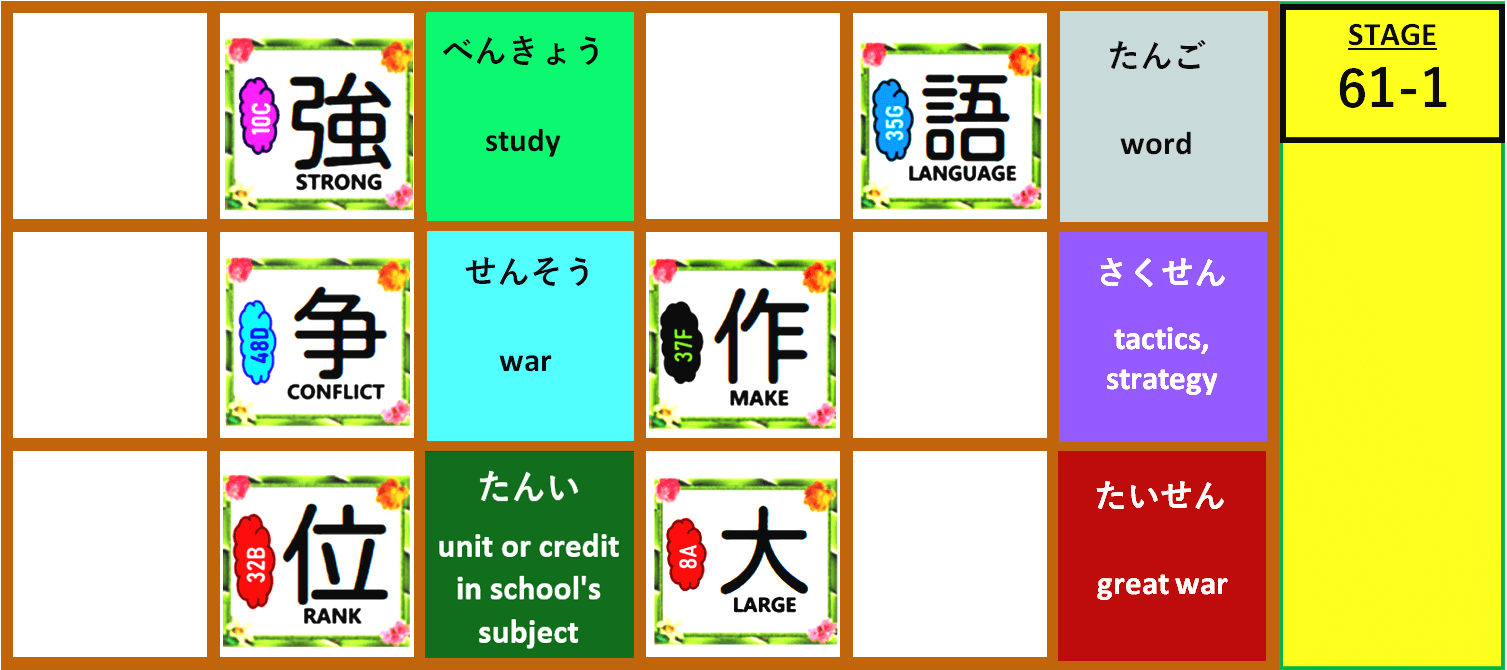 10C
強
STRONG
べんきょう
study
35G
語
LANGUAGE
たんご
word
STAGE
61-1
48D
争
CONFLICT
せんそう
war
37F
作
MAKE
さくせん
tactics,
strategy
32B
位
RANK
たんい
unit or credit
in school's
subject
8A
大
LARGE
たいせん
great war